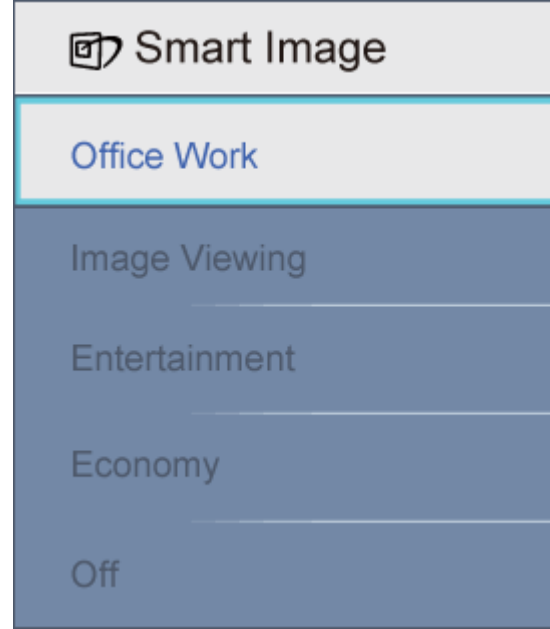 Smart Image
Office Work
Image Viewing
Entertainment
Economy
Off